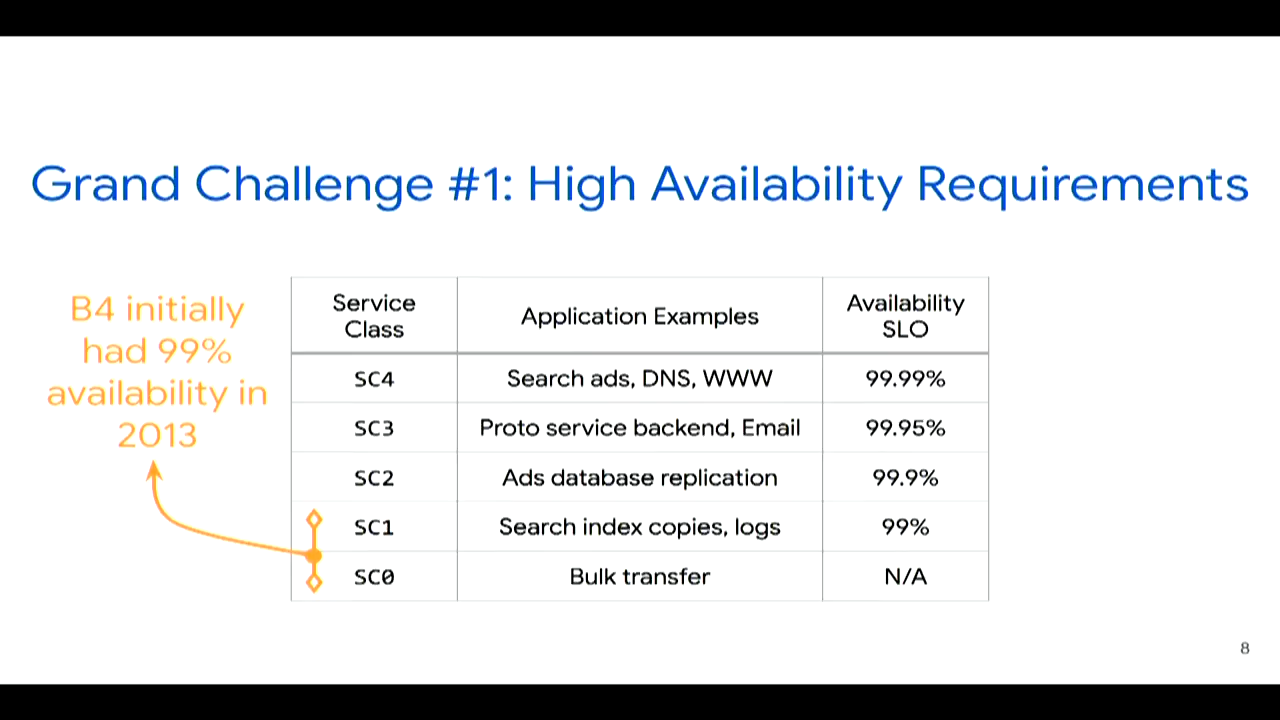 Grand Challenge #1: High Availability Requirements
B4 initially
had 99%
availability in
2013
Service
Class
Application Examples
Availability
SLO
SC4
Search ads, DNS, WWW
99.99%
SC3
Proto service backend, Email
99.95%
SC2
Ads database replication
99.9%
SC1
Search index copies, logs
99%
SC0
Bulk transfer
N/A
8